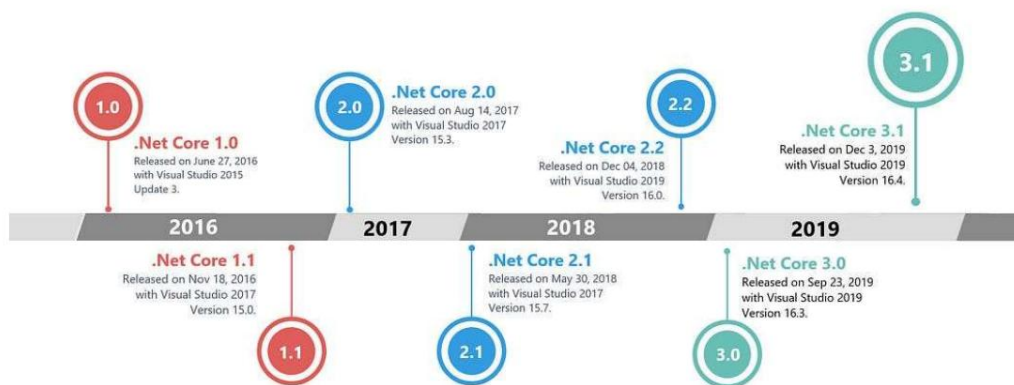 1.0
.Net Core 1.0
Released on June 27, 2016
with Visual Studio 2015
Update 3.
2.0
.Net Core 2.0
Released on Aug 14, 2017
with Visual Studio 2017
Version 15.3.
2.2
.Net Core 2.2
Released on Dec 04, 2018
with Visual Studio 2019
Version 16.0.
3.1
.Net Core 3.1
Released on Dec 3, 2019
with Visual Studio 2019
Version 16.4.
2016
2017
2018
2019
.Net Core 1.1
Released on Nov 18, 2016
with Visual Studio 2017
Version 15.0.
1.1
.Net Core 2.1
Released on May 30, 2018
with Visual Studio 2017
Version 15.7.
2.1
.Net Core 3.0
Released on Sep 23, 2019
with Visual Studio 2019
Version 16.3.
3.0